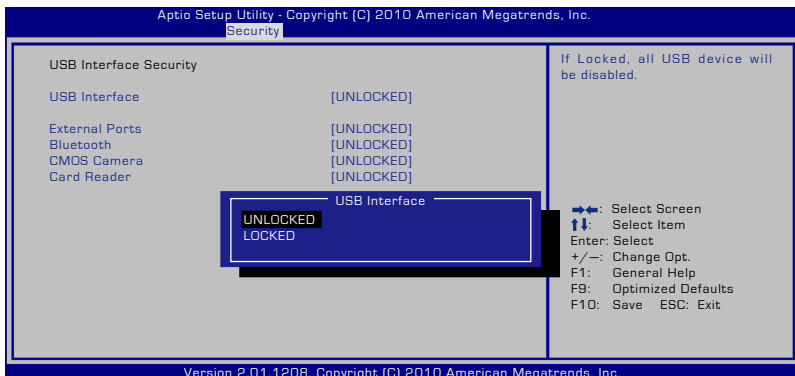 Aptio Setup Utility - Copyright (C) 2010 American Megatrends, Inc.
Security
USB Interface Security
USB Interface [UNLOCKED]
External Ports [UNLOCKED]
Bluetooth [UNLOCKED]
CMOS Camera [UNLOCKED]
Card Reader [UNLOCKED]
USB Interface
UNLOCKED
LOCKED
If Locked, all USB device will
be disabled.
→←: Select Screen
↑↓: Select Item
Enter: Select
+/—: Change Opt.
F1: General Help
F9: Optimized Defaults
F10: Save ESC: Exit
Version 2.01.1208. Copyright (C) 2010 American Megatrends, Inc.